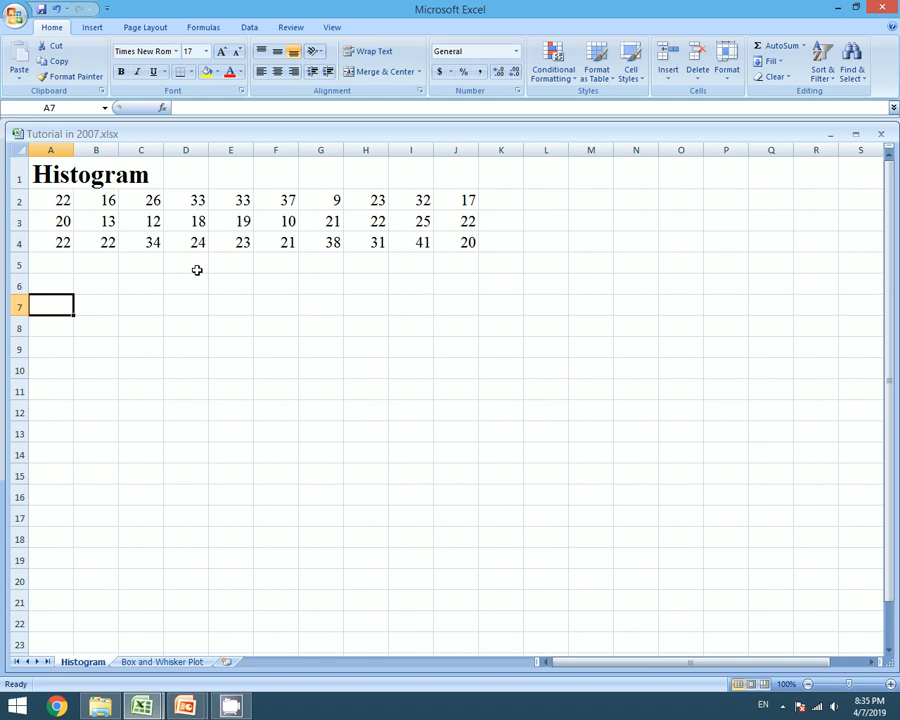 Microsoft Excel
Home Insert Page Layout Formulas Data Review View
Cut Times New Rom 17 A A Wrap Text General Σ AutoSum
Copy Fill
Paste Format Painter B I U A Merge & Center $ % , .0 .00 .00 .0 Conditional Formatting Format as Table Cell Styles Insert Delete Format Clear Sort & Filter Find & Select
Clipboard Font Alignment Number Styles Cells Editing
A7 fx
Tutorial in 2007.xlsx
A B C D E F G H I J K L M N O P Q R S
1 Histogram
2 22 16 26 33 33 37 9 23 32 17
3 20 13 12 18 19 10 21 22 25 22
4 22 22 34 24 23 21 38 31 41 20
5
6
7
8
9
10
11
12
13
14
15
16
17
18
19
20
21
22
23
Histogram Box and Whisker Plot
Ready 100%
EN 8:35 PM
4/7/2019